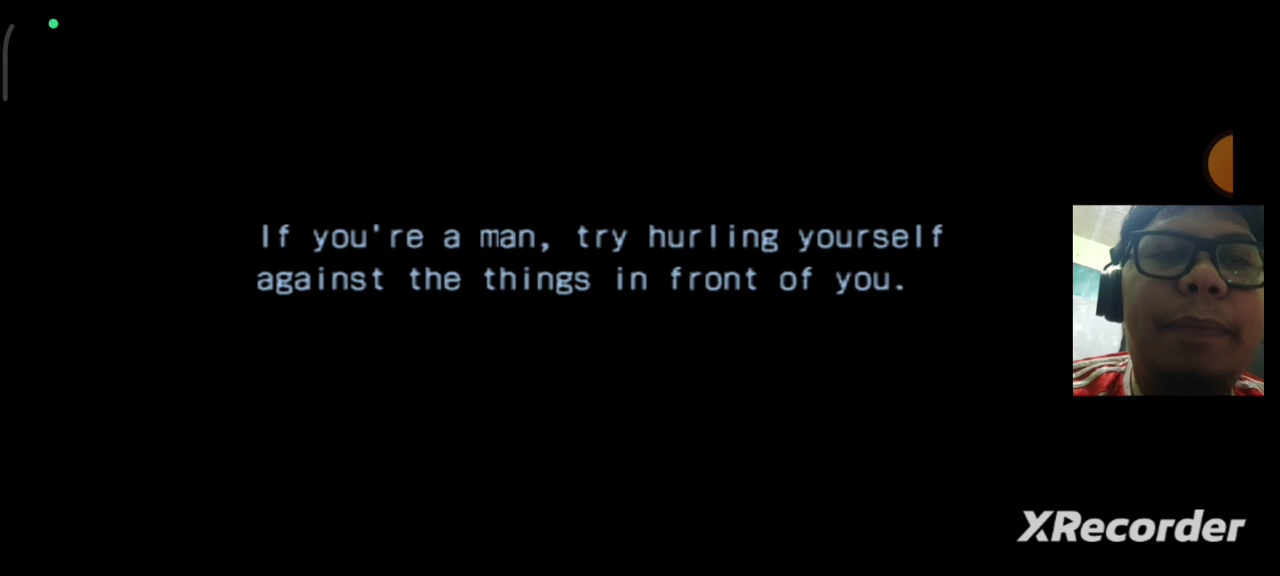 If you're a man, try hurling yourself
against the things in front of you.
XRecorder